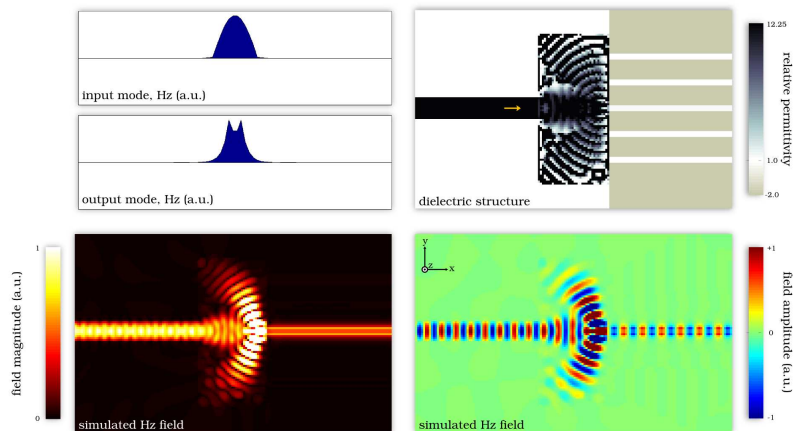 input mode, Hz (a.u.)
output mode, Hz (a.u.)
dielectric structure
12.25
1.0
-2.0
relative permittivity
field magnitude (a.u.)
1
0
simulated Hz field
y
z
x
simulated Hz field
+1
0
-1
field amplitude (a.u.)